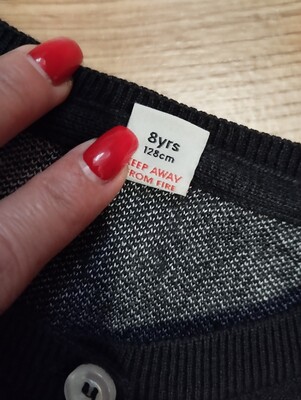 8yrs
128cm
KEEP AWAY
FROM FIRE